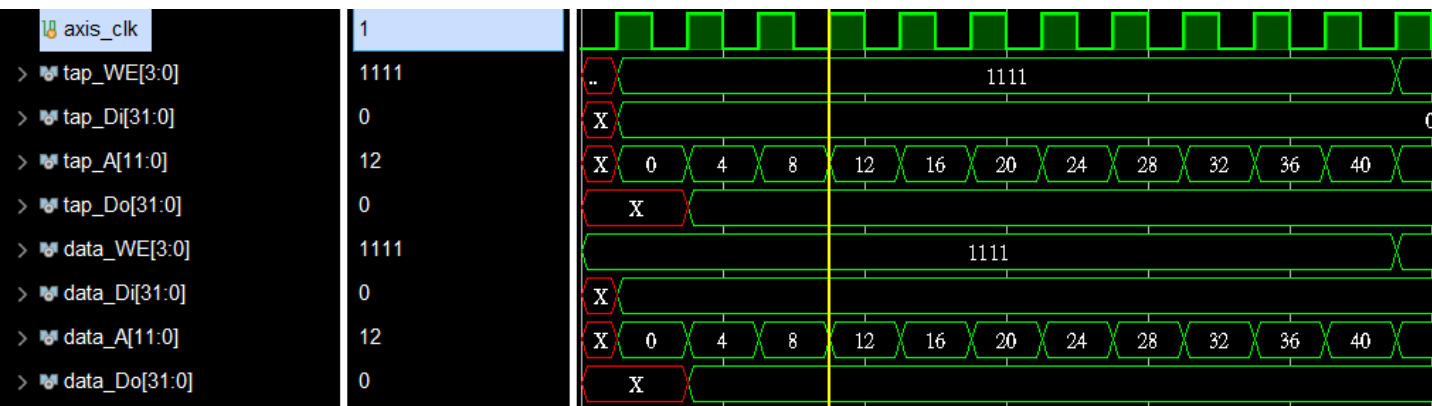 axis_clk 1
tap_WE[3:0] 1111 .. 1111
tap_Di[31:0] 0 X
tap_A[11:0] 12 X 0 4 8 12 16 20 24 28 32 36 40
tap_Do[31:0] 0 X
data_WE[3:0] 1111 1111
data_Di[31:0] 0 X
data_A[11:0] 12 X 0 4 8 12 16 20 24 28 32 36 40
data_Do[31:0] 0 X